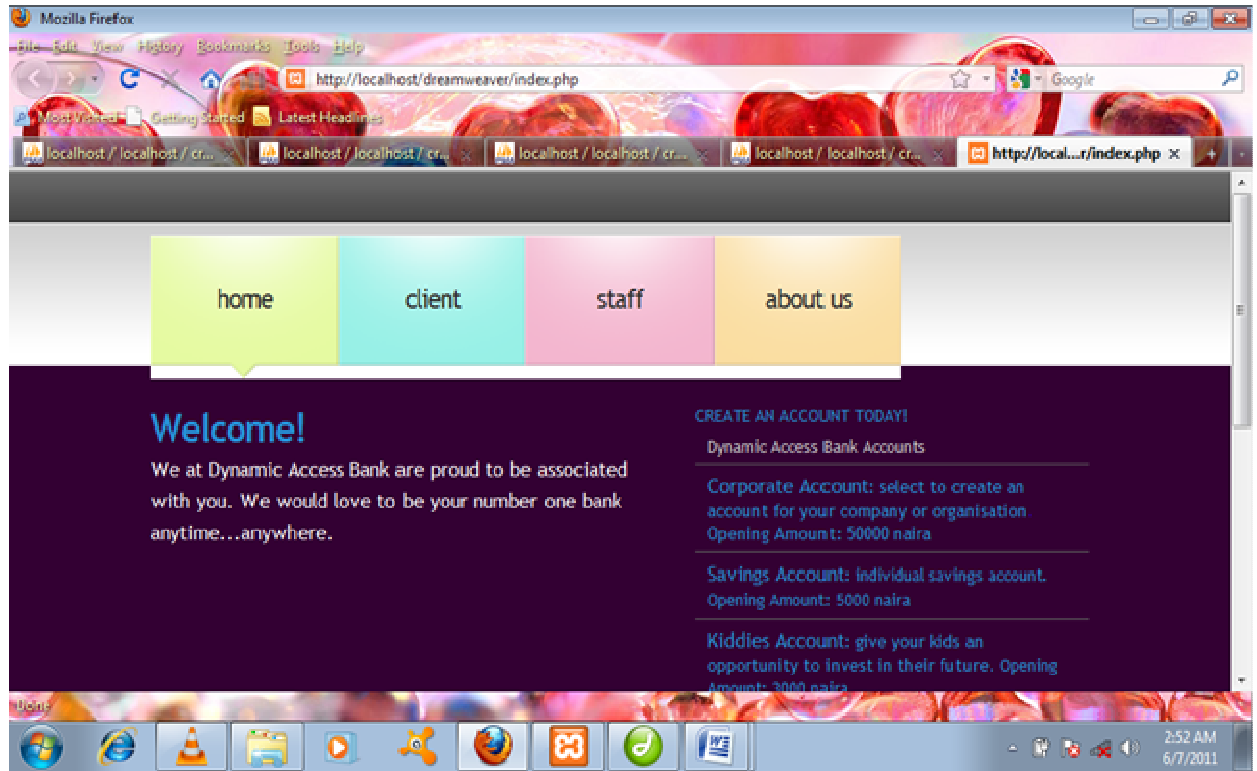 Mozilla Firefox
File Edit View History Bookmarks Tools Help
http://localhost/dreamweaver/index.php
Google
Most Visited Getting Started Latest Headlines
localhost / localhost / cr... localhost / localhost / cr... localhost / localhost / cr... localhost / localhost / cr... http://local...r/index.php
home client staff about us
Welcome!
We at Dynamic Access Bank are proud to be associated
with you. We would love to be your number one bank
anytime...anywhere.
CREATE AN ACCOUNT TODAY!
Dynamic Access Bank Accounts
Corporate Account: select to create an
account for your company or organisation
Opening Amount: 50000 naira
Savings Account: individual savings account.
Opening Amount: 5000 naira
Kiddies Account: give your kids an
opportunity to invest in their future. Opening
Amount: 3000 naira
Done
2:52 AM
6/7/2011